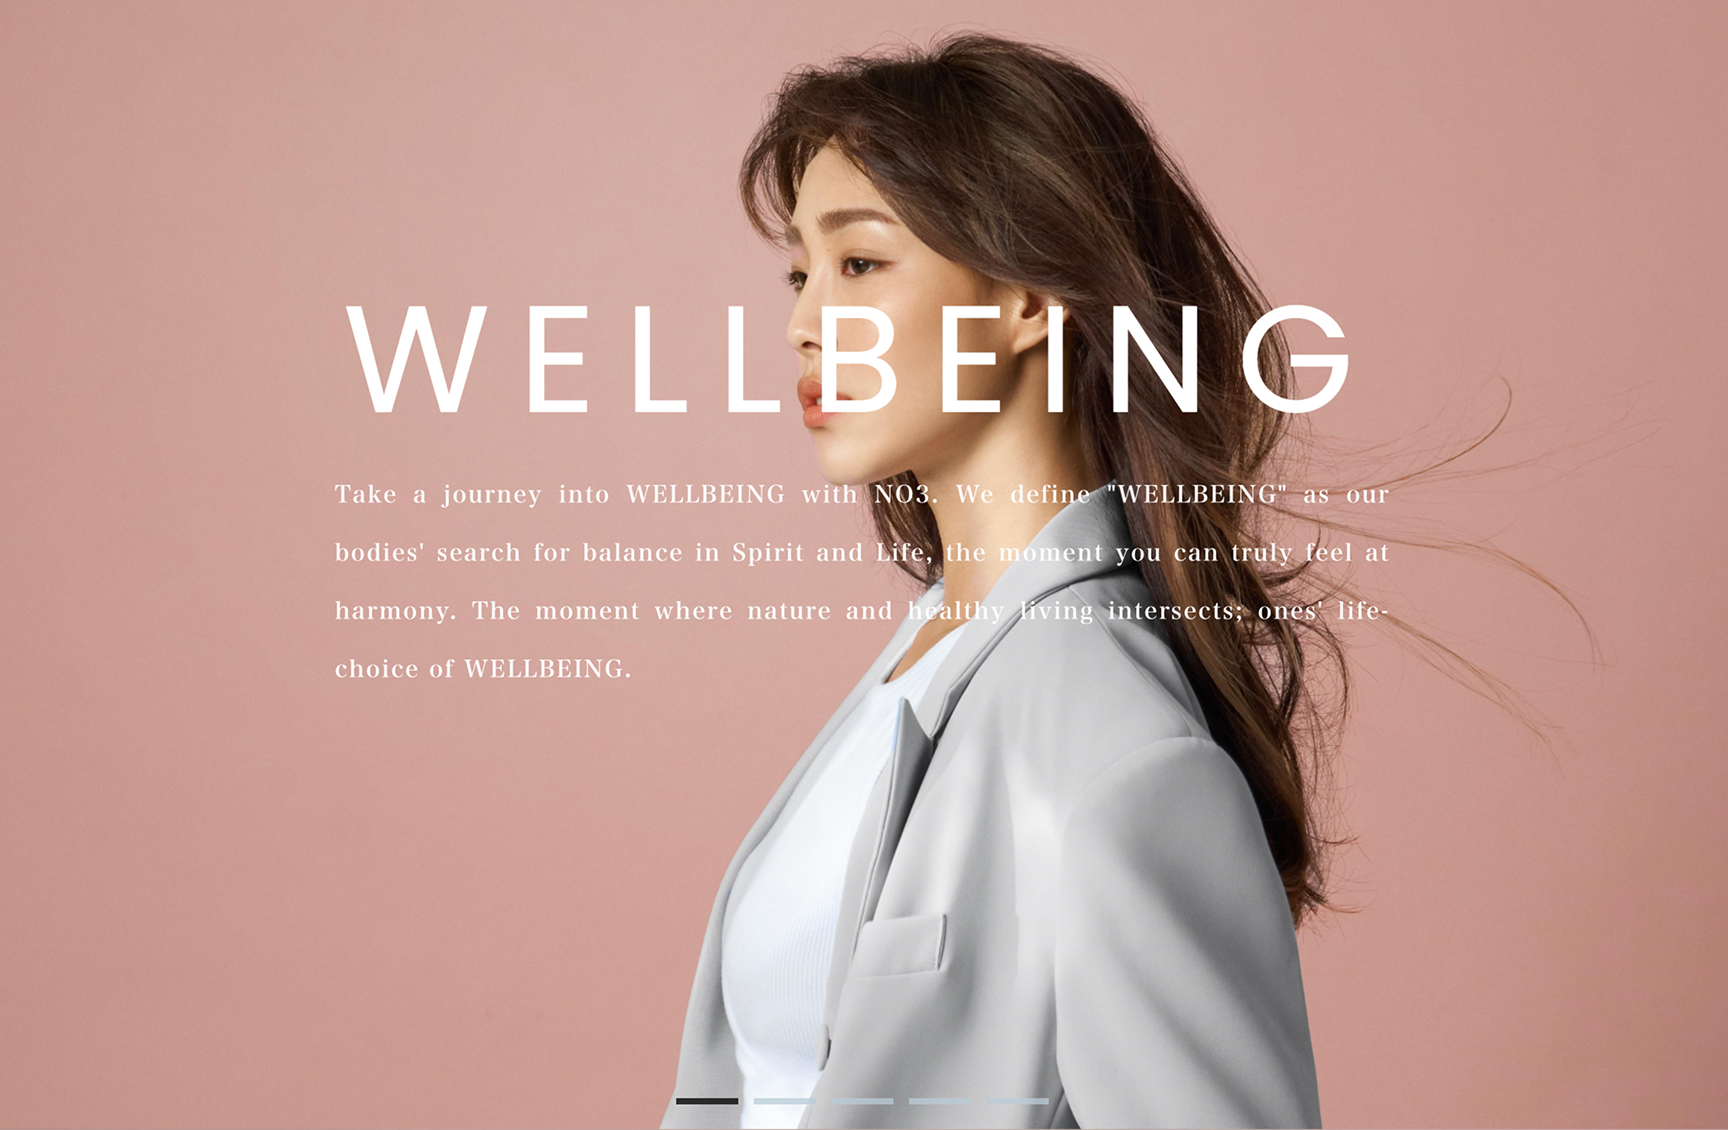 WELLBEING
Take a journey into WELLBEING with NO3. We define "WELLBEING" as our
bodies' search for balance in Spirit and Life, the moment you can truly feel at
harmony. The moment where nature and healthy living intersects; ones' life-
choice of WELLBEING.